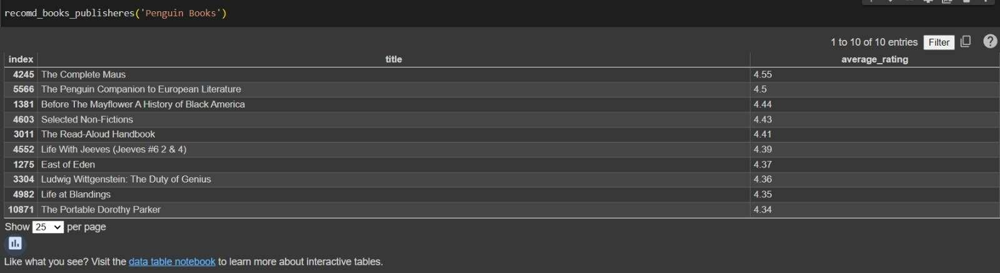 recomd_books_publisheres('Penguin Books')
1 to 10 of 10 entries Filter
index title average_rating
4245 The Complete Maus 4.55
5566 The Penguin Companion to European Literature 4.5
1381 Before The Mayflower A History of Black America 4.44
4603 Selected Non-Fictions 4.43
3011 The Read-Aloud Handbook 4.41
4552 Life With Jeeves (Jeeves #6 2 & 4) 4.39
1275 East of Eden 4.37
3304 Ludwig Wittgenstein: The Duty of Genius 4.36
4982 Life at Blandings 4.35
10871 The Portable Dorothy Parker 4.34
Show 25 per page
Like what you see? Visit the data table notebook to learn more about interactive tables.